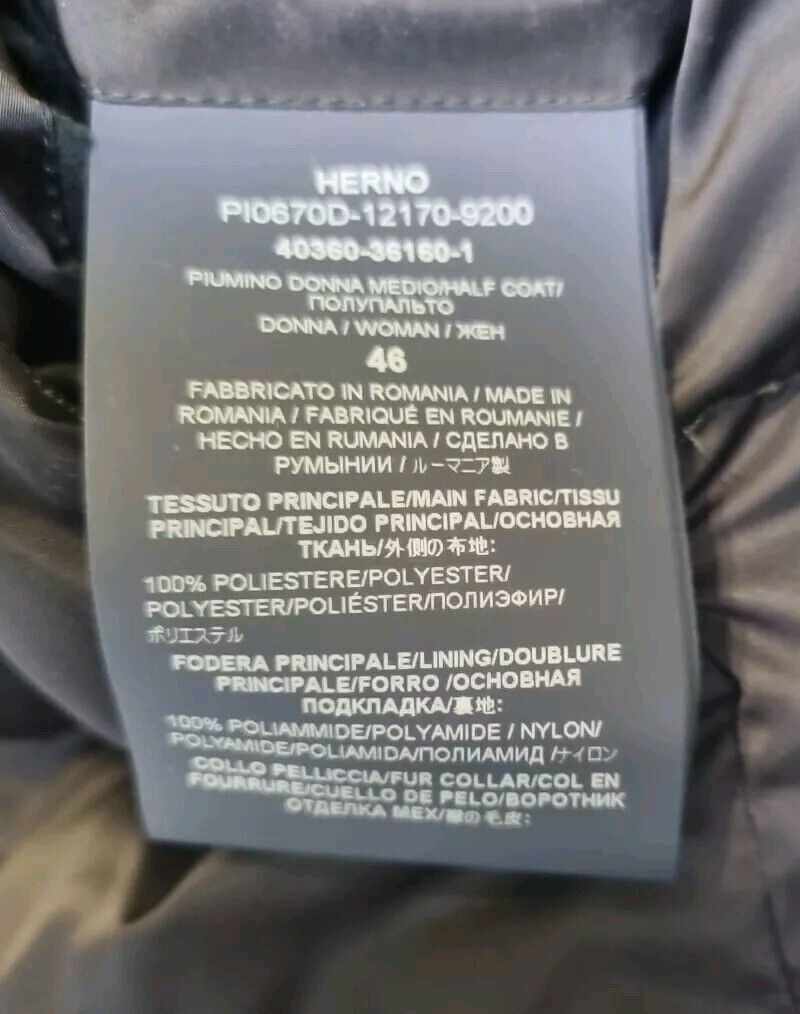 HERNO
PI0670D-12170-9200
40360-36160-1
PIUMINO DONNA MEDIO/HALF COAT/
ПОЛУПАЛЬТО
DONNA / WOMAN / ЖЕН
46
FABBRICATO IN ROMANIA / MADE IN
ROMANIA / FABRIQUÉ EN ROUMANIE /
HECHO EN RUMANIA / СДЕЛАНО В
РУМЫНИИ / ルーマニア製
TESSUTO PRINCIPALE/MAIN FABRIC/TISSU
PRINCIPAL/TEJIDO PRINCIPAL/ОСНОВНАЯ
ТКАНЬ/外側の布地:
100% POLIESTERE/POLYESTER/
POLYESTER/POLIÉSTER/ПОЛИЭФИР/
ポリエステル
FODERA PRINCIPALE/LINING/DOUBLURE
PRINCIPALE/FORRO /ОСНОВНАЯ
ПОДКЛАДКА/裏地:
100% POLIAMMIDE/POLYAMIDE / NYLON/
POLYAMIDE/POLIAMIDA/ПОЛИАМИД /ナイロン
COLLO PELLICCIA/FUR COLLAR/COL EN
FOURRURE/CUELLO DE PELO/ВОРОТНИК
ОТДЕЛКА МЕХ/襟の毛皮: